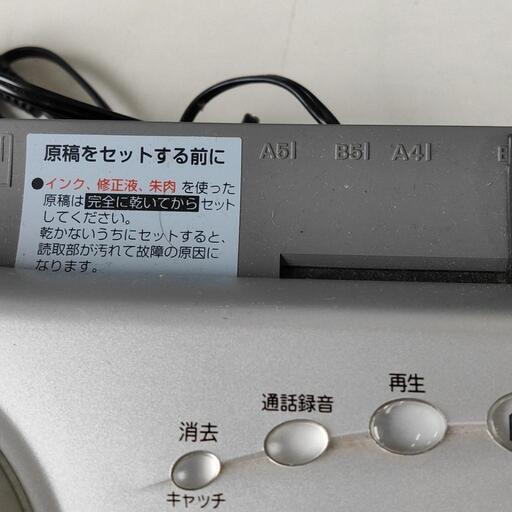 原稿をセットする前に
●インク、修正液、朱肉を使った
原稿は完全に乾いてからセット
してください。
乾かないうちにセットすると、
読取部が汚れて故障の原因に
なります。
A5 B5 A4
再生
通話録音
消去
キャッチ